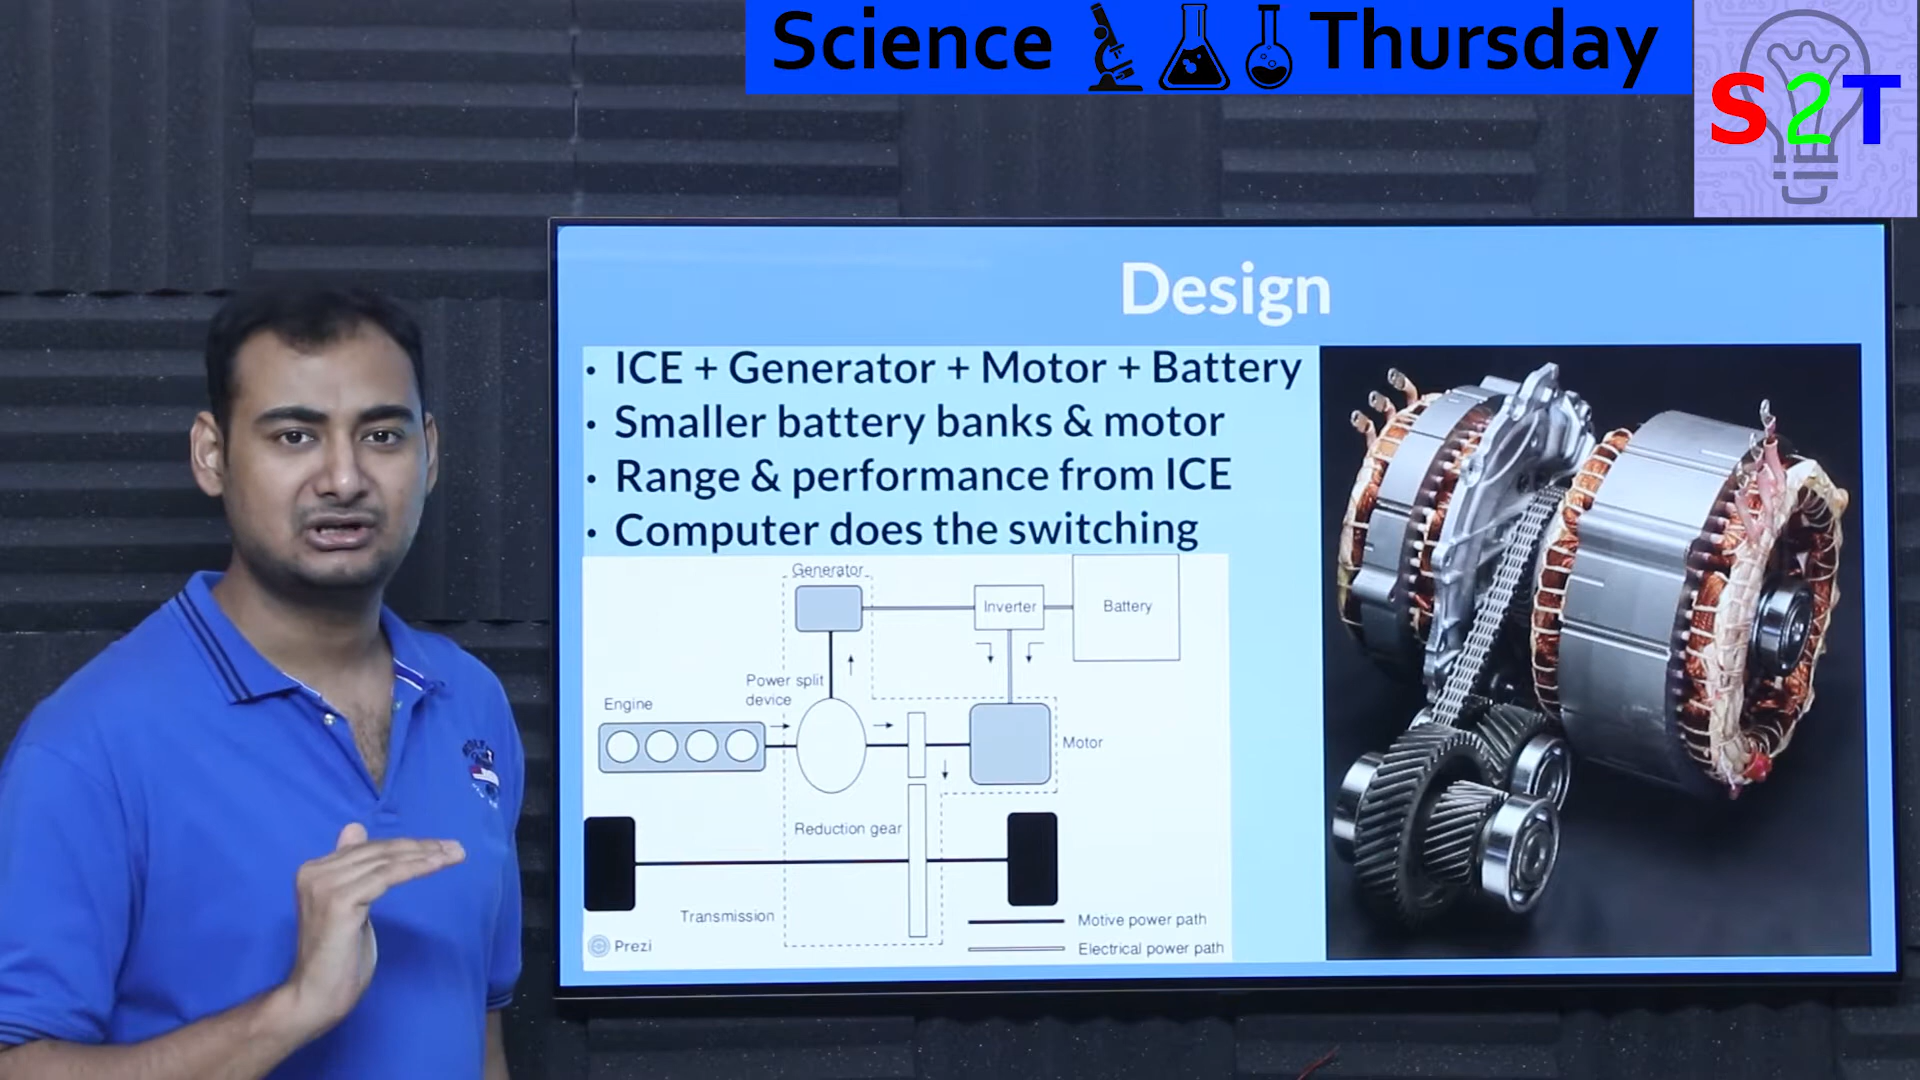 Science Thursday
S2T
Design
• ICE + Generator + Motor + Battery
• Smaller battery banks & motor
• Range & performance from ICE
• Computer does the switching
Generator
Inverter
Battery
Power split
device
Engine
Motor
Reduction gear
Transmission
Motive power path
Prezi
Electrical power path